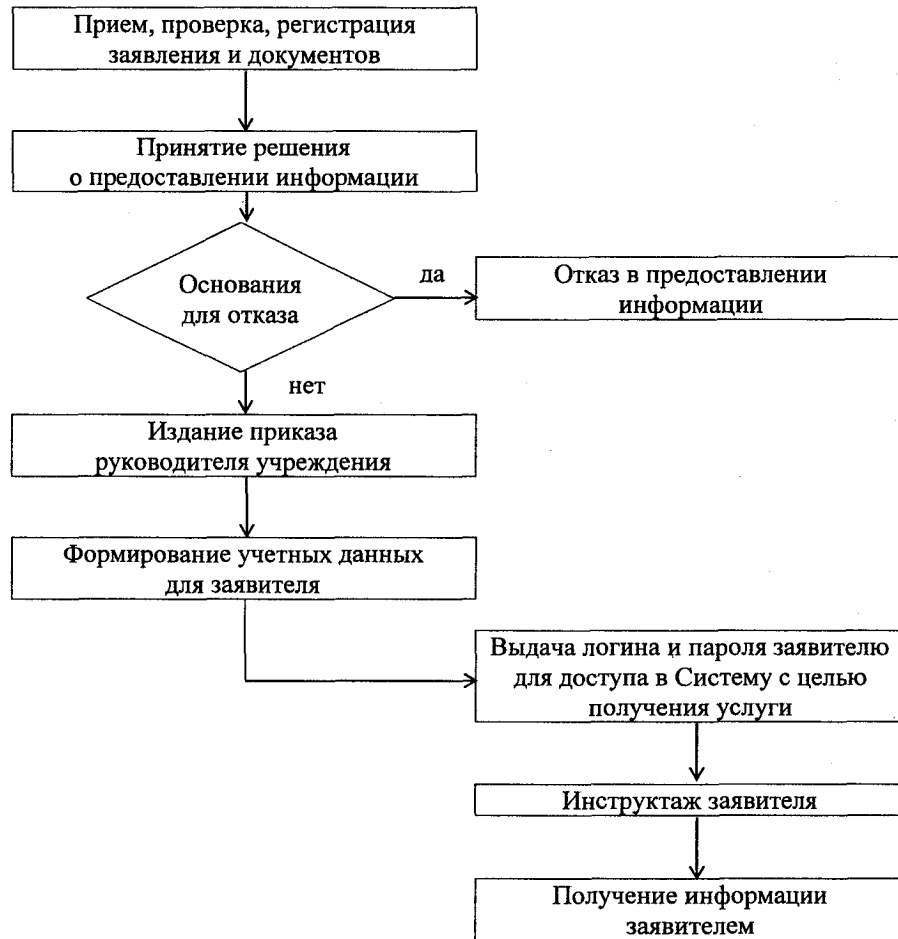 Прием, проверка, регистрация
заявления и документов
Принятие решения
о предоставлении информации
Основания
для отказа
да
Отказ в предоставлении
информации
нет
Издание приказа
руководителя учреждения
Формирование учетных данных
для заявителя
Выдача логина и пароля заявителю
для доступа в Систему с целью
получения услуги
Инструктаж заявителя
Получение информации
заявителем